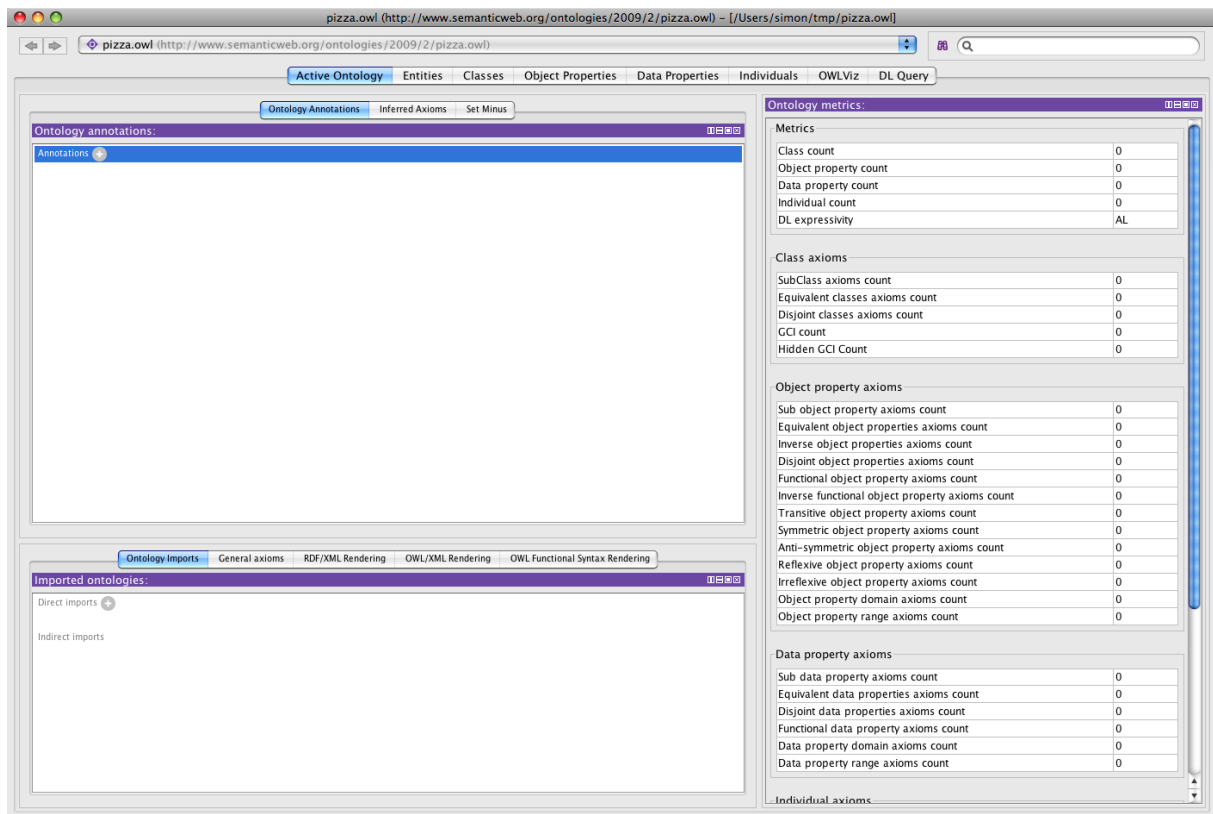 pizza.owl (http://www.semanticweb.org/ontologies/2009/2/pizza.owl) – [/Users/simon/tmp/pizza.owl]
pizza.owl (http://www.semanticweb.org/ontologies/2009/2/pizza.owl)
Active Ontology Entities Classes Object Properties Data Properties Individuals OWLViz DL Query
Ontology Annotations Inferred Axioms Set Minus
Ontology annotations:
Annotations
Ontology Imports General axioms RDF/XML Rendering OWL/XML Rendering OWL Functional Syntax Rendering
Imported ontologies:
Direct imports
Indirect imports
Ontology metrics:
Metrics
Class count 0
Object property count 0
Data property count 0
Individual count 0
DL expressivity AL
Class axioms
SubClass axioms count 0
Equivalent classes axioms count 0
Disjoint classes axioms count 0
GCI count 0
Hidden GCI Count 0
Object property axioms
Sub object property axioms count 0
Equivalent object properties axioms count 0
Inverse object properties axioms count 0
Disjoint object properties axioms count 0
Functional object property axioms count 0
Inverse functional object property axioms count 0
Transitive object property axioms count 0
Symmetric object property axioms count 0
Anti-symmetric object property axioms count 0
Reflexive object property axioms count 0
Irreflexive object property axioms count 0
Object property domain axioms count 0
Object property range axioms count 0
Data property axioms
Sub data property axioms count 0
Equivalent data properties axioms count 0
Disjoint data properties axioms count 0
Functional data property axioms count 0
Data property domain axioms count 0
Data property range axioms count 0
Individual axioms